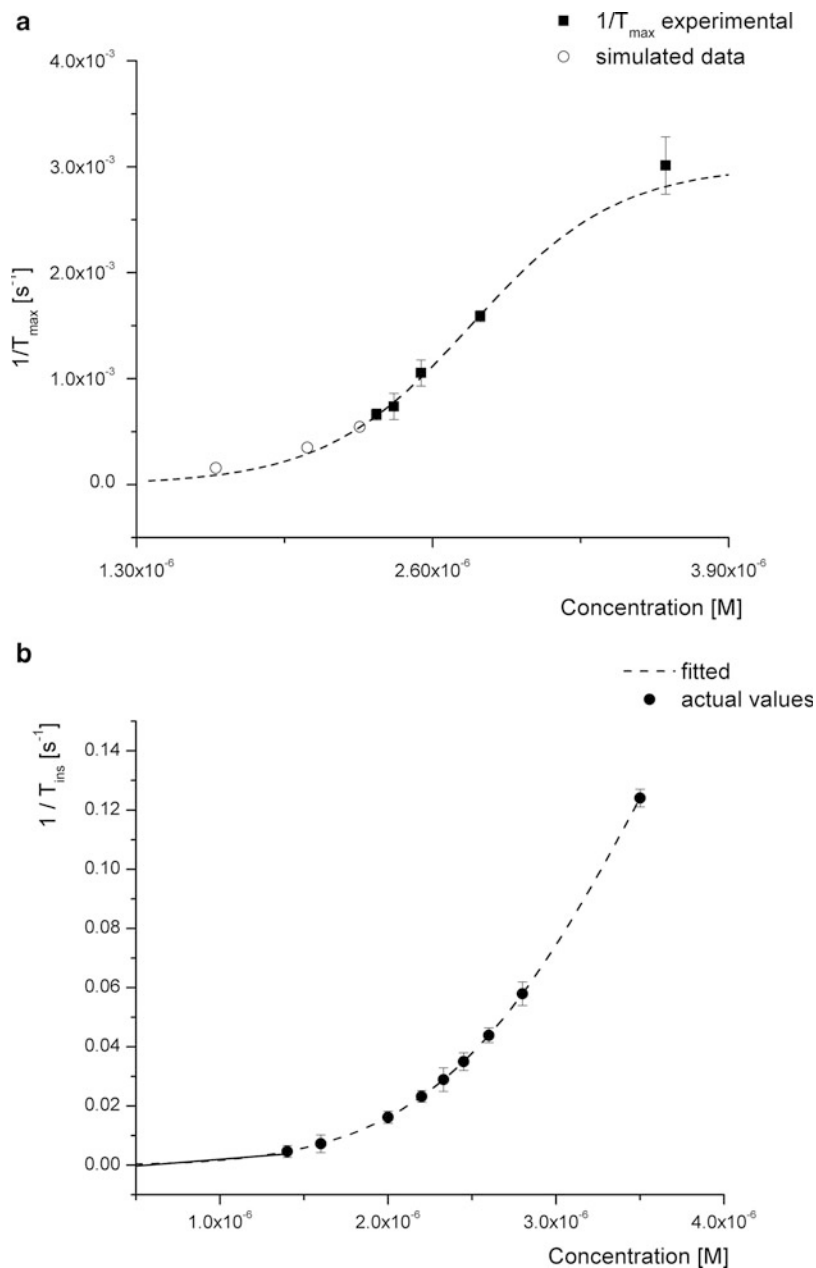 a
1/T_max experimental
simulated data
4.0x10⁻³
3.0x10⁻³
2.0x10⁻³
1.0x10⁻³
0.0
1/T_max [s⁻¹]
1.30x10⁻⁶ 2.60x10⁻⁶ 3.90x10⁻⁶
Concentration [M]
b
fitted
actual values
0.14
0.12
0.10
0.08
0.06
0.04
0.02
0.00
1 / T_ins [s⁻¹]
1.0x10⁻⁶ 2.0x10⁻⁶ 3.0x10⁻⁶ 4.0x10⁻⁶
Concentration [M]